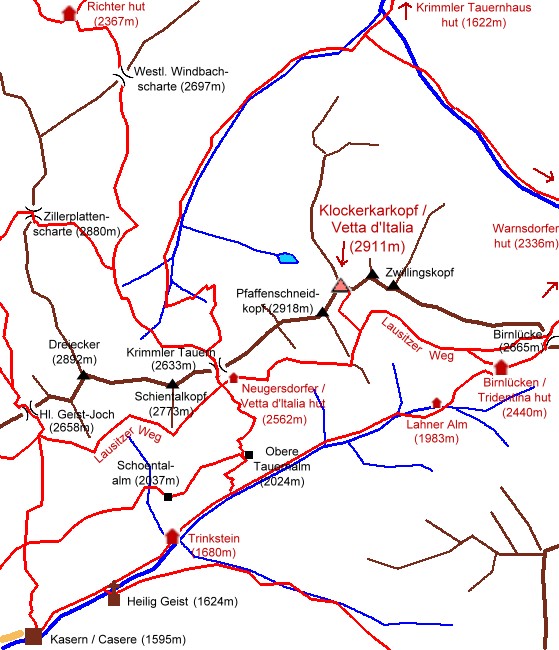 Richter hut
(2367m)
Krimmler Tauernhaus
hut (1622m)
Westl. Windbach-
scharte (2697m)
Zillerplatten-
scharte (2880m)
Klockerkarkopf /
Vetta d'Italia
(2911m)
Warnsdorfer
hut (2336m)
Zwillingskopf
Pfaffenschneid-
kopf (2918m)
Lausitzer Weg
Birnlücke
(2665m)
Dreiecker
(2892m)
Krimmler Tauern
(2633m)
Schientalkopf
(2773m)
Neugersdorfer /
Vetta d'Italia hut
(2562m)
Birnlücken /
Tridentina hut
(2440m)
Hl. Geist-Joch
(2658m)
Lahner Alm
(1983m)
Lausitzer Weg
Schoental-
alm (2037m)
Obere
Tauernalm
(2024m)
Trinkstein
(1680m)
Heilig Geist (1624m)
Kasern / Casere (1595m)